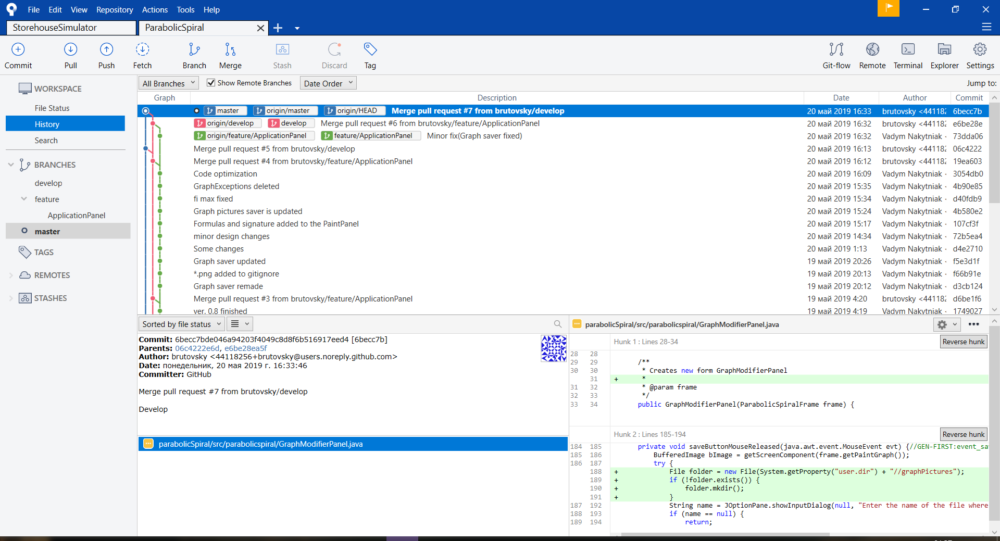 File Edit View Repository Actions Tools Help
StorehouseSimulator ParabolicSpiral
Commit Pull Push Fetch Branch Merge Stash Discard Tag Git-flow Remote Terminal Explorer Settings
WORKSPACE
File Status
History
Search
BRANCHES
develop
feature
ApplicationPanel
master
TAGS
REMOTES
STASHES
All Branches Show Remote Branches Date Order Jump to:
Graph Description Date Author Commit
master origin/master origin/HEAD Merge pull request #7 from brutovsky/develop 20 май 2019 16:33 brutovsky <441182 6becc7b
origin/develop develop Merge pull request #6 from brutovsky/feature/ApplicationPanel 20 май 2019 16:32 brutovsky <441182 e6be28e
origin/feature/ApplicationPanel feature/ApplicationPanel Minor fix(Graph saver fixed) 20 май 2019 16:32 Vadym Nakytniak 73dda06
Merge pull request #5 from brutovsky/develop 20 май 2019 16:13 brutovsky <441182 06c4222
Merge pull request #4 from brutovsky/feature/ApplicationPanel 20 май 2019 16:12 brutovsky <441182 19ea603
Code optimization 20 май 2019 16:09 Vadym Nakytniak 3054db0
GraphExceptions deleted 20 май 2019 15:35 Vadym Nakytniak 4b90e85
fi max fixed 20 май 2019 15:34 Vadym Nakytniak d40fdb9
Graph pictures saver is updated 20 май 2019 15:24 Vadym Nakytniak 4b580e2
Formulas and signature added to the PaintPanel 20 май 2019 15:17 Vadym Nakytniak 107cf3f
minor design changes 20 май 2019 14:34 Vadym Nakytniak 72b5ea4
Some changes 20 май 2019 1:13 Vadym Nakytniak d4e2710
Graph saver updated 19 май 2019 20:26 Vadym Nakytniak f5e3d1f
*.png added to gitignore 19 май 2019 20:13 Vadym Nakytniak f66b91e
Graph saver remade 19 май 2019 20:12 Vadym Nakytniak d3cb124
Merge pull request #3 from brutovsky/feature/ApplicationPanel 19 май 2019 4:20 brutovsky <441182 d6be1f6
ver. 0.8 finished 19 май 2019 4:19 Vadym Nakytniak 1749027
Sorted by file status
Commit: 6becc7bde046a94203f4049c8d8f6b516917eed4 [6becc7b]
Parents: 06c4222e6d, e6be28ea5f
Author: brutovsky <44118256+brutovsky@users.noreply.github.com>
Date: понедельник, 20 мая 2019 г. 16:33:46
Committer: GitHub
Merge pull request #7 from brutovsky/develop
Develop
parabolicSpiral/src/parabolicspiral/GraphModifierPanel.java
parabolicSpiral/src/parabolicspiral/GraphModifierPanel.java
Hunk 1 : Lines 28-34 Reverse hunk
28 28
29 29 /**
30 30 * Creates new form GraphModifierPanel
31 + *
31 32 * @param frame
32 33 */
33 34 public GraphModifierPanel(ParabolicSpiralFrame frame) {
Hunk 2 : Lines 185-194 Reverse hunk
184 185 private void saveButtonMouseReleased(java.awt.event.MouseEvent evt) {//GEN-FIRST:event_sa
185 186 BufferedImage bImage = getScreenComponent(frame.getPaintGraph());
186 187 try {
188 + File folder = new File(System.getProperty("user.dir") + "//graphPictures");
189 + if (!folder.exists()) {
190 + folder.mkdir();
191 + }
187 192 String name = JOptionPane.showInputDialog(null, "Enter the name of the file where
188 193 if (name == null) {
189 194 return;